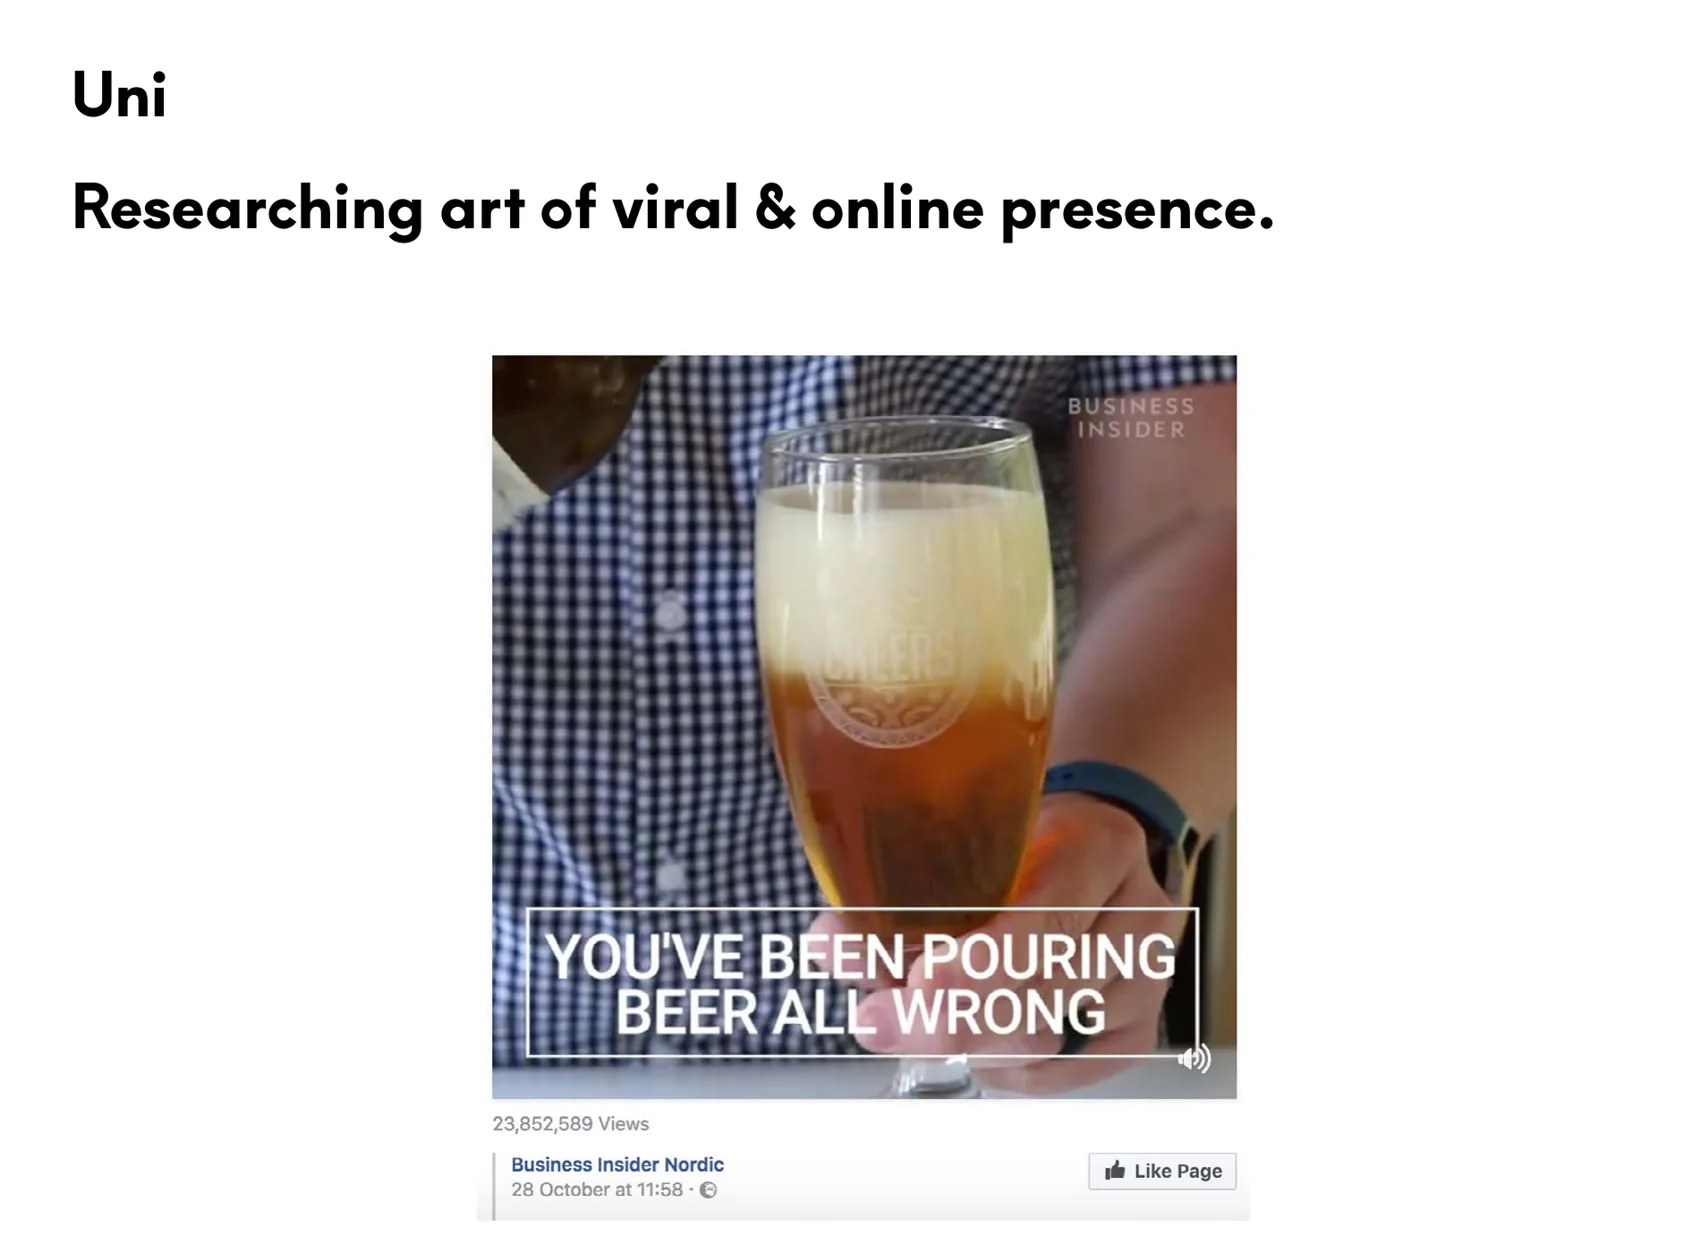 Uni
Researching art of viral & online presence.
BUSINESS
INSIDER
CHEERS
YOU'VE BEEN POURING
BEER ALL WRONG
23,852,589 Views
Business Insider Nordic
28 October at 11:58 ·
Like Page